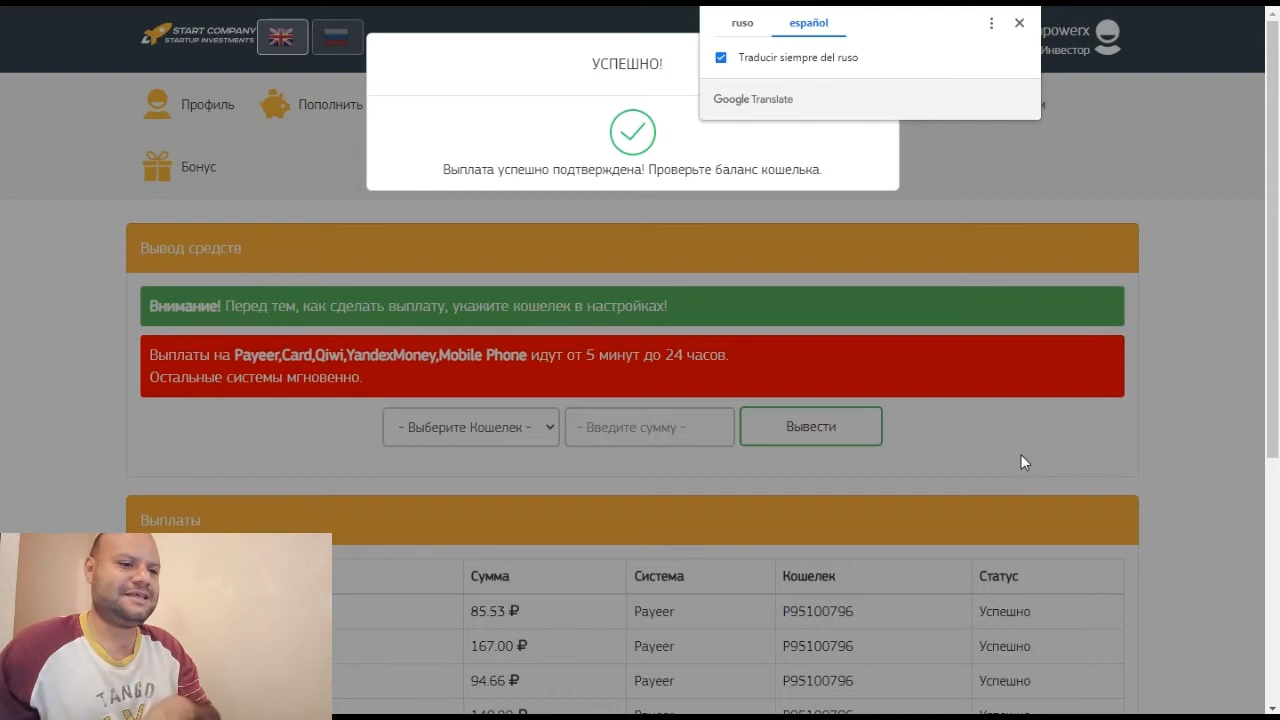 START COMPANY
STARTUP INVESTMENTS
Инвестор
Профиль
Пополнить
Бонус
УСПЕШНО!
Выплата успешно подтверждена! Проверьте баланс кошелька.
ruso
español
Traducir siempre del ruso
Google Translate
Вывод средств
Внимание! Перед тем, как сделать выплату, укажите кошелек в настройках!
Выплаты на Payeer,Card,Qiwi,YandexMoney,Mobile Phone идут от 5 минут до 24 часов.
Остальные системы мгновенно.
- Выберите Кошелек -
- Введите сумму -
Вывести
Выплаты
Сумма Система Кошелек Статус
85.53 ₽ Payeer P95100796 Успешно
167.00 ₽ Payeer P95100796 Успешно
94.66 ₽ Payeer P95100796 Успешно
TANGO